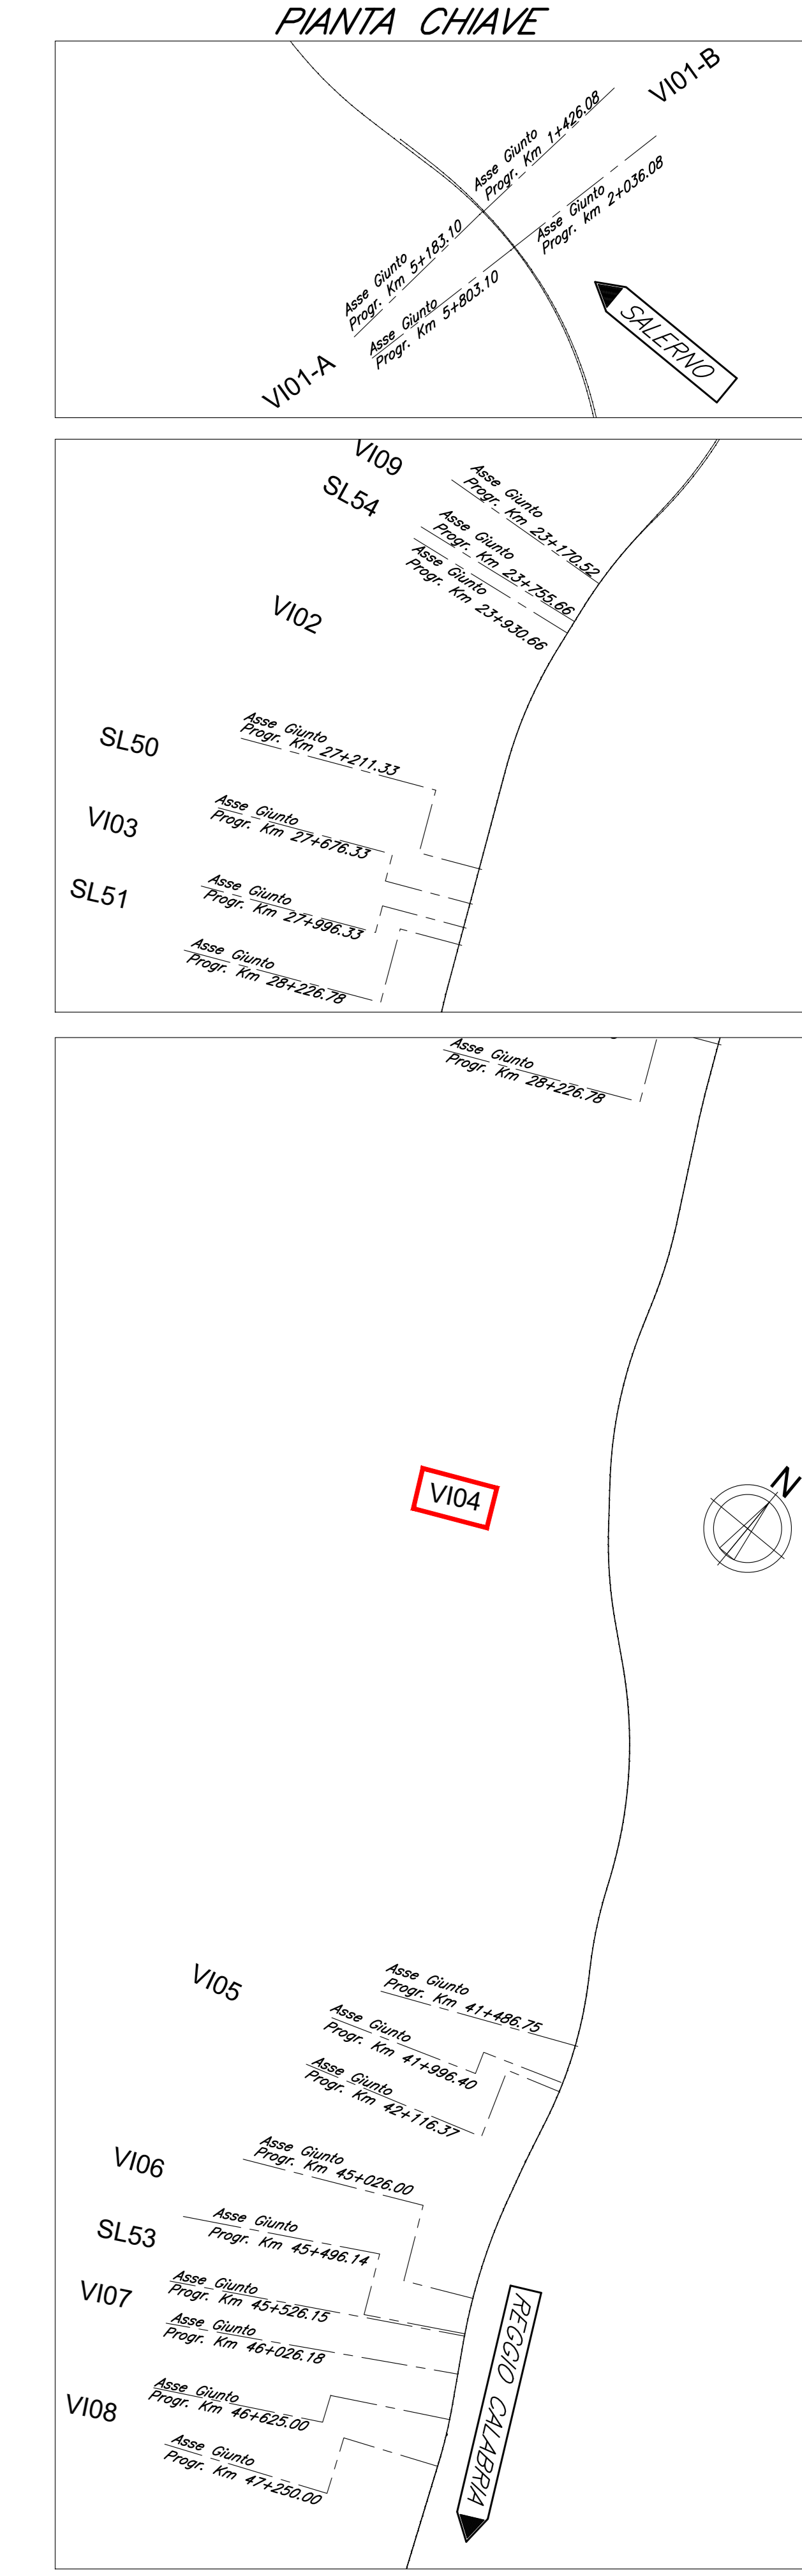 PIANTA CHIAVE
VI01-B
Asse Giunto
Progr. Km 1+426.08
Asse Giunto
Progr. km 2+036.08
Asse Giunto
Progr. Km 5+183.10
Asse Giunto
Progr. Km 5+803.10
VI01-A
SALERNO
VI09
SL54
Asse Giunto
Progr. Km 23+170.52
Asse Giunto
Progr. Km 23+755.66
Asse Giunto
Progr. Km 23+930.66
VI02
SL50
Asse Giunto
Progr. Km 27+211.33
VI03
Asse Giunto
Progr. Km 27+676.33
SL51
Asse Giunto
Progr. Km 27+996.33
Asse Giunto
Progr. Km 28+226.78
Asse Giunto
Progr. Km 28+226.78
VI04
N
VI05
Asse Giunto
Progr. Km 41+486.75
Asse Giunto
Progr. Km 41+996.40
Asse Giunto
Progr. Km 42+116.37
VI06
Asse Giunto
Progr. Km 45+026.00
SL53
Asse Giunto
Progr. Km 45+496.14
VI07
Asse Giunto
Progr. Km 45+526.15
Asse Giunto
Progr. Km 46+026.18
VI08
Asse Giunto
Progr. Km 46+625.00
Asse Giunto
Progr. Km 47+250.00
REGGIO CALABRIA